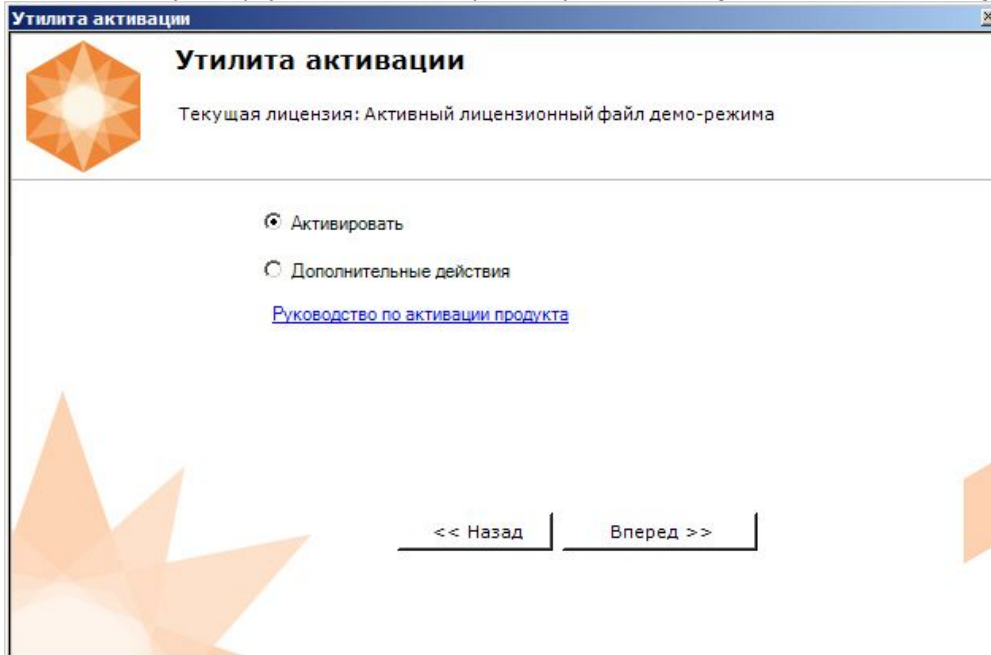 Утилита активации
Утилита активации
Текущая лицензия: Активный лицензионный файл демо-режима
Активировать
Дополнительные действия
Руководство по активации продукта
<< Назад
Вперед >>